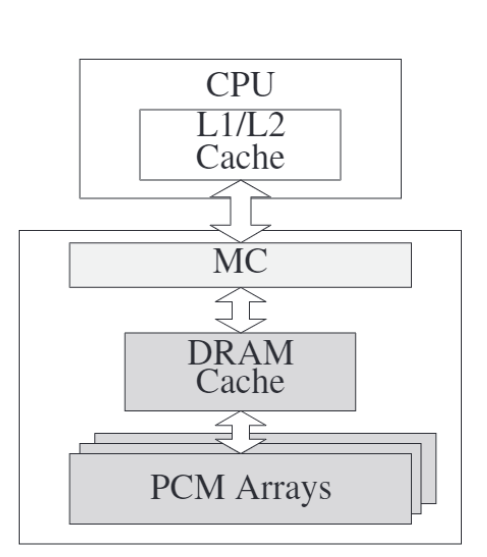 CPU
L1/L2
Cache
MC
DRAM
Cache
PCM Arrays